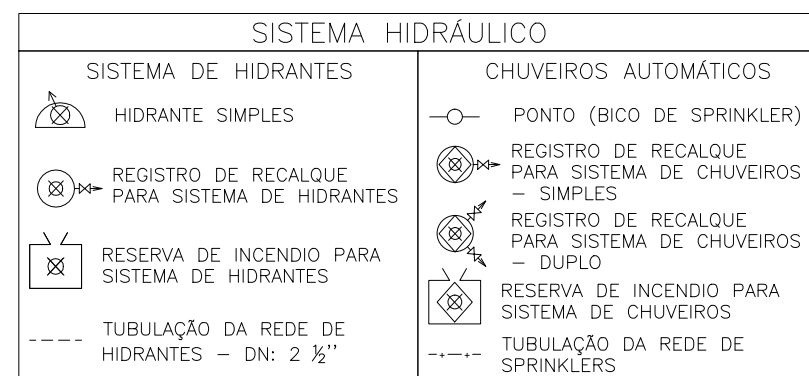 SISTEMA HIDRÁULICO
SISTEMA DE HIDRANTES
HIDRANTE SIMPLES
REGISTRO DE RECALQUE
PARA SISTEMA DE HIDRANTES
RESERVA DE INCENDIO PARA
SISTEMA DE HIDRANTES
TUBULAÇÃO DA REDE DE
HIDRANTES – DN: 2 ½''
CHUVEIROS AUTOMÁTICOS
PONTO (BICO DE SPRINKLER)
REGISTRO DE RECALQUE
PARA SISTEMA DE CHUVEIROS
– SIMPLES
REGISTRO DE RECALQUE
PARA SISTEMA DE CHUVEIROS
– DUPLO
RESERVA DE INCENDIO PARA
SISTEMA DE CHUVEIROS
TUBULAÇÃO DA REDE DE
SPRINKLERS